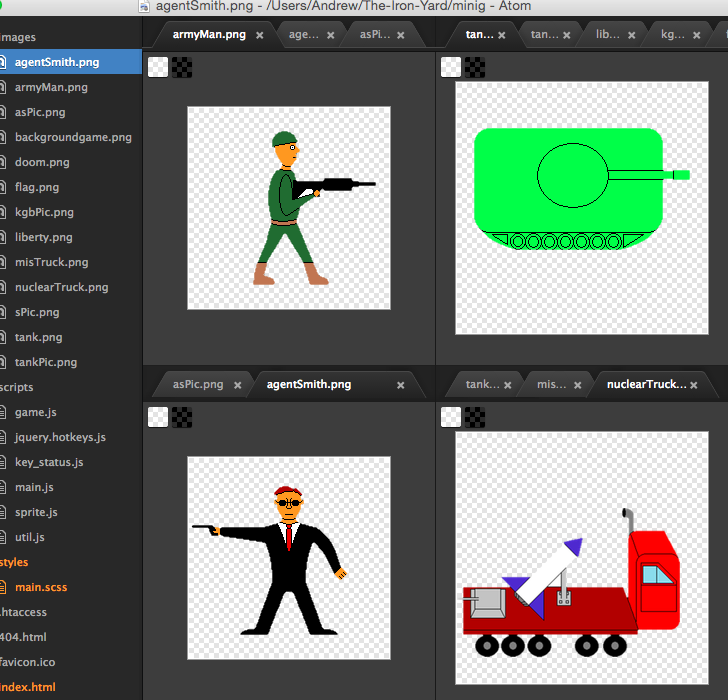 agentSmith.png - /Users/Andrew/The-Iron-Yard/minig - Atom
images
agentSmith.png
armyMan.png
asPic.png
backgroundgame.png
doom.png
flag.png
kgbPic.png
liberty.png
misTruck.png
nuclearTruck.png
sPic.png
tank.png
tankPic.png
scripts
game.js
jquery.hotkeys.js
key_status.js
main.js
sprite.js
util.js
styles
main.scss
.htaccess
404.html
favicon.ico
index.html
armyMan.png × age... × asPi... ×
tan... × tan... × lib... × kg... ×
asPic.png × agentSmith.png ×
tank... × mis... × nuclearTruck... ×